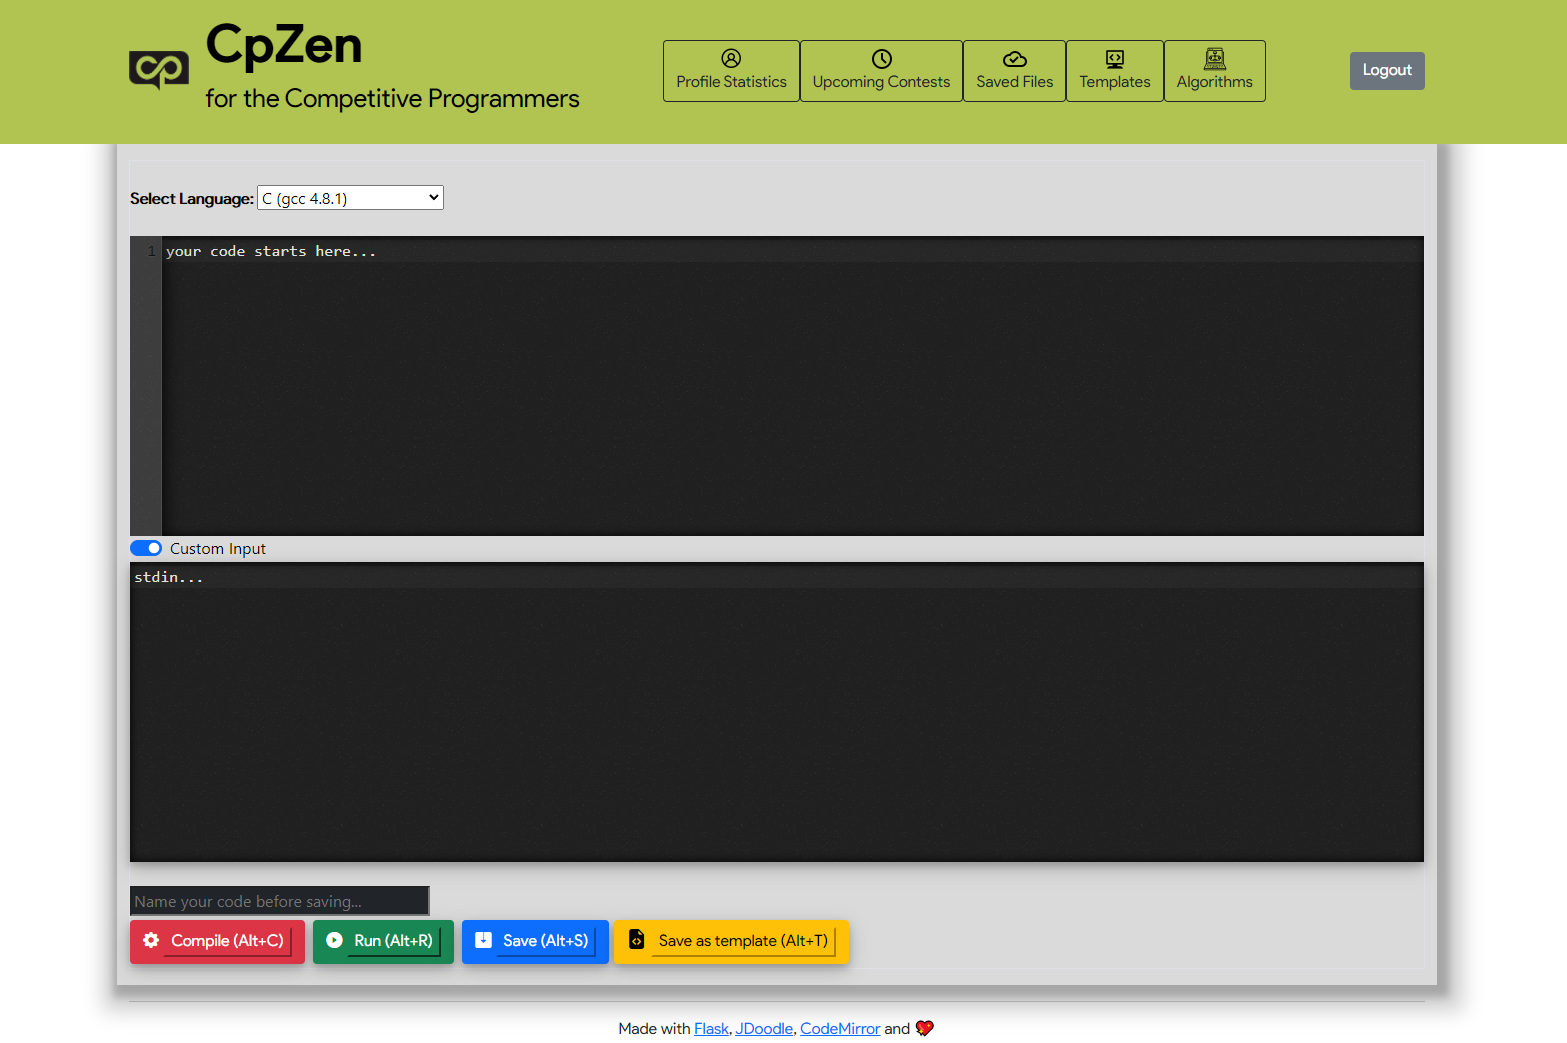 CpZen
for the Competitive Programmers
Profile Statistics
Upcoming Contests
Saved Files
Templates
Algorithms
Logout
Select Language: C (gcc 4.8.1)
1 your code starts here...
Custom Input
stdin...
Name your code before saving...
Compile (Alt+C)
Run (Alt+R)
Save (Alt+S)
Save as template (Alt+T)
Made with Flask, JDoodle, CodeMirror and 💖